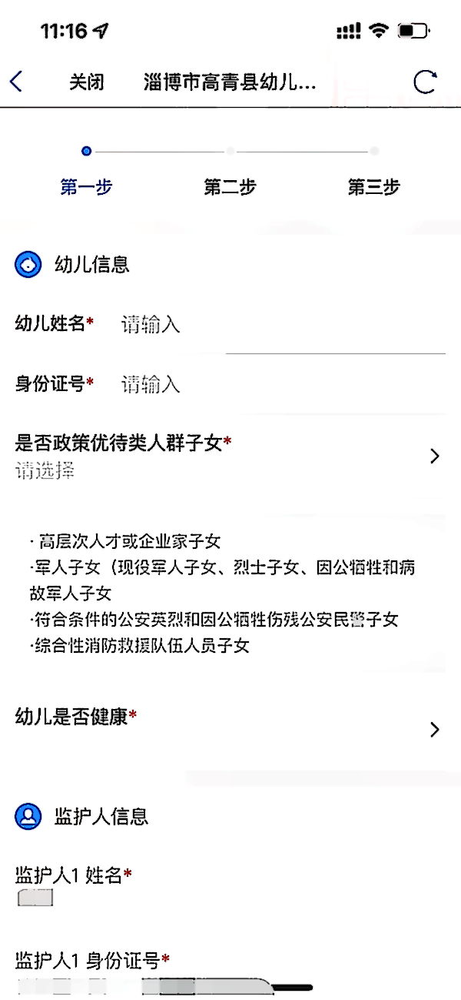 11:16
关闭 淄博市高青县幼儿...
第一步 第二步 第三步
幼儿信息
幼儿姓名* 请输入
身份证号* 请输入
是否政策优待类人群子女*
请选择
· 高层次人才或企业家子女
·军人子女（现役军人子女、烈士子女、因公牺牲和病
故军人子女
·符合条件的公安英烈和因公牺牲伤残公安民警子女
·综合性消防救援队伍人员子女
幼儿是否健康*
监护人信息
监护人1 姓名*
监护人1 身份证号*